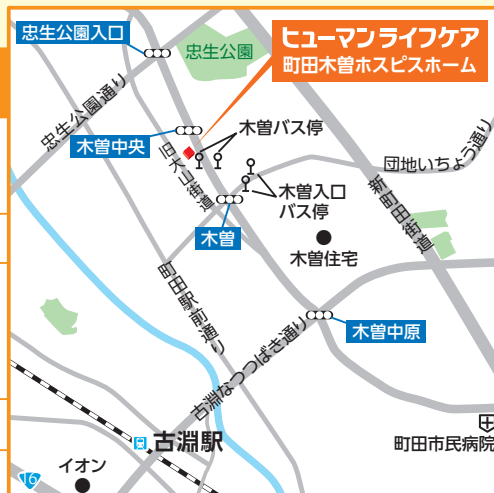 忠生公園入口
忠生公園
ヒューマンライフケア
町田木曽ホスピスホーム
忠生公園通り
木曽中央
旧大山街道
木曽バス停
団地いちょう通り
木曽入口
バス停
新町田街道
木曽
木曽住宅
町田駅前通り
木曽中原
古淵なつつばき通り
古淵駅
町田市民病院
イオン
16